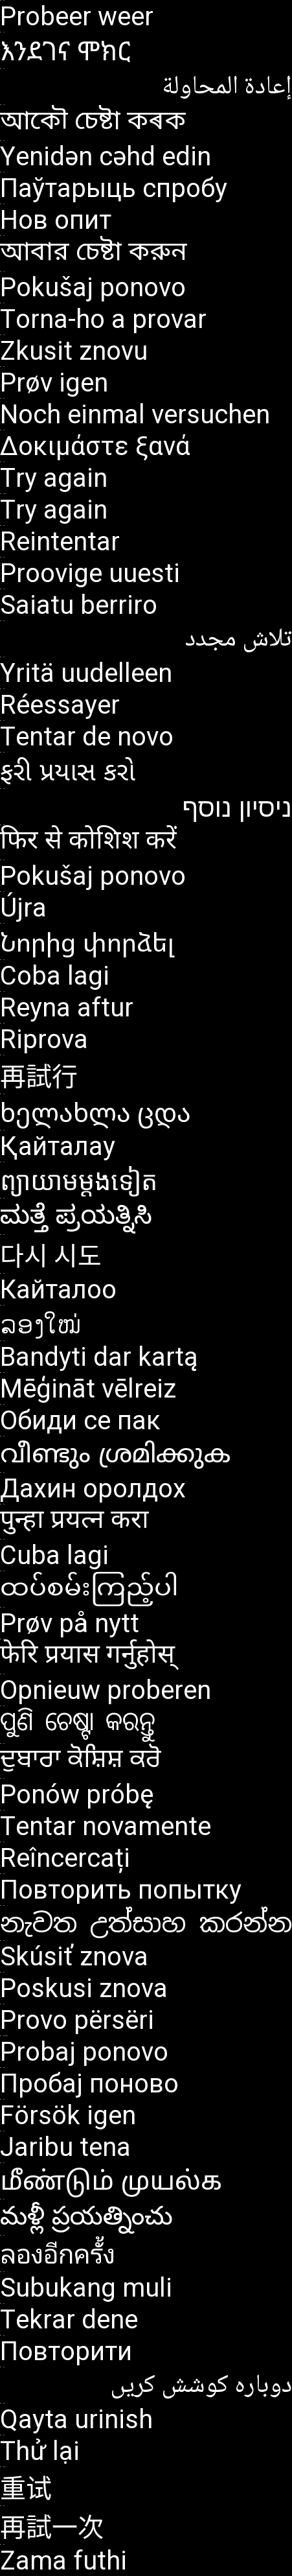 Probeer weer
እንደገና ሞክር
إعادة المحاولة
আকৌ চেষ্টা কৰক
Yenidən cəhd edin
Паўтарыць спробу
Нов опит
আবার চেষ্টা করুন
Pokušaj ponovo
Torna-ho a provar
Zkusit znovu
Prøv igen
Noch einmal versuchen
Δοκιμάστε ξανά
Try again
Try again
Reintentar
Proovige uuesti
Saiatu berriro
تلاش مجدد
Yritä uudelleen
Réessayer
Tentar de novo
ફરી પ્રયાસ કરો
ניסיון נוסף
फिर से कोशिश करें
Pokušaj ponovo
Újra
Նորից փորձել
Coba lagi
Reyna aftur
Riprova
再試行
ხელახლა ცდა
Қайталау
ព្យាយាមម្ដងទៀត
ಮತ್ತೆ ಪ್ರಯತ್ನಿಸಿ
다시 시도
Кайталоо
ລອງໃໝ່
Bandyti dar kartą
Mēģināt vēlreiz
Обиди се пак
വീണ്ടും ശ്രമിക്കുക
Дахин оролдох
पुन्हा प्रयत्न करा
Cuba lagi
ထပ်စမ်းကြည့်ပါ
Prøv på nytt
फेरि प्रयास गर्नुहोस्
Opnieuw proberen
ପୁଣି ଚେଷ୍ଟା କରନ୍ତୁ
ਦੁਬਾਰਾ ਕੋਸ਼ਿਸ਼ ਕਰੋ
Ponów próbę
Tentar novamente
Reîncercați
Повторить попытку
නැවත උත්සාහ කරන්න
Skúsiť znova
Poskusi znova
Provo përsëri
Probaj ponovo
Пробај поново
Försök igen
Jaribu tena
மீண்டும் முயல்க
మళ్లీ ప్రయత్నించు
ลองอีกครั้ง
Subukang muli
Tekrar dene
Повторити
دوبارہ کوشش کریں
Qayta urinish
Thử lại
重试
再試一次
Zama futhi